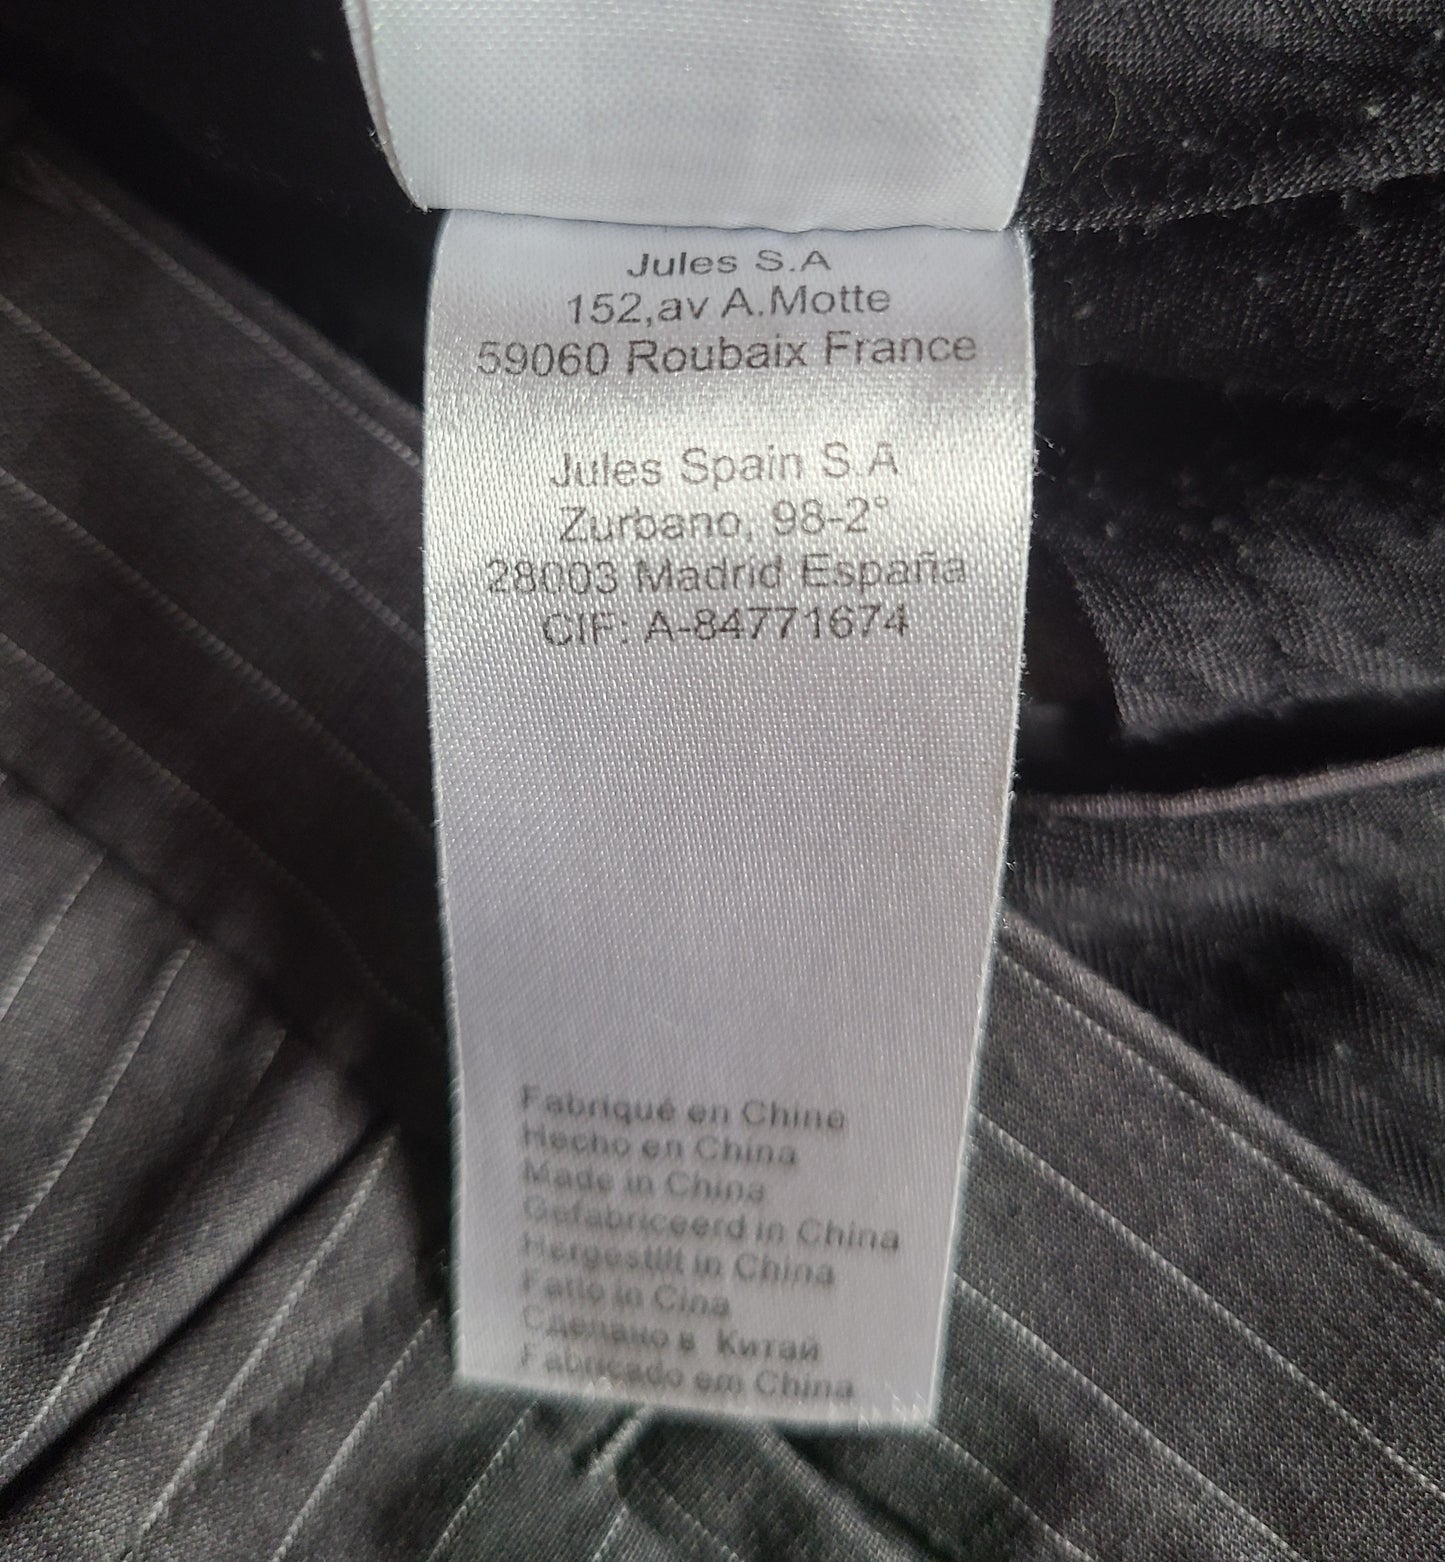 Jules S.A
152,av A.Motte
59060 Roubaix France
Jules Spain S.A
Zurbano, 98-2°
28003 Madrid España
CIF: A-84771674
Fabriqué en Chine
Hecho en China
Made in China
Gefabriceerd in China
Hergestillt in China
Fatto in Cina
Сделано в Китай
Fabricado em China